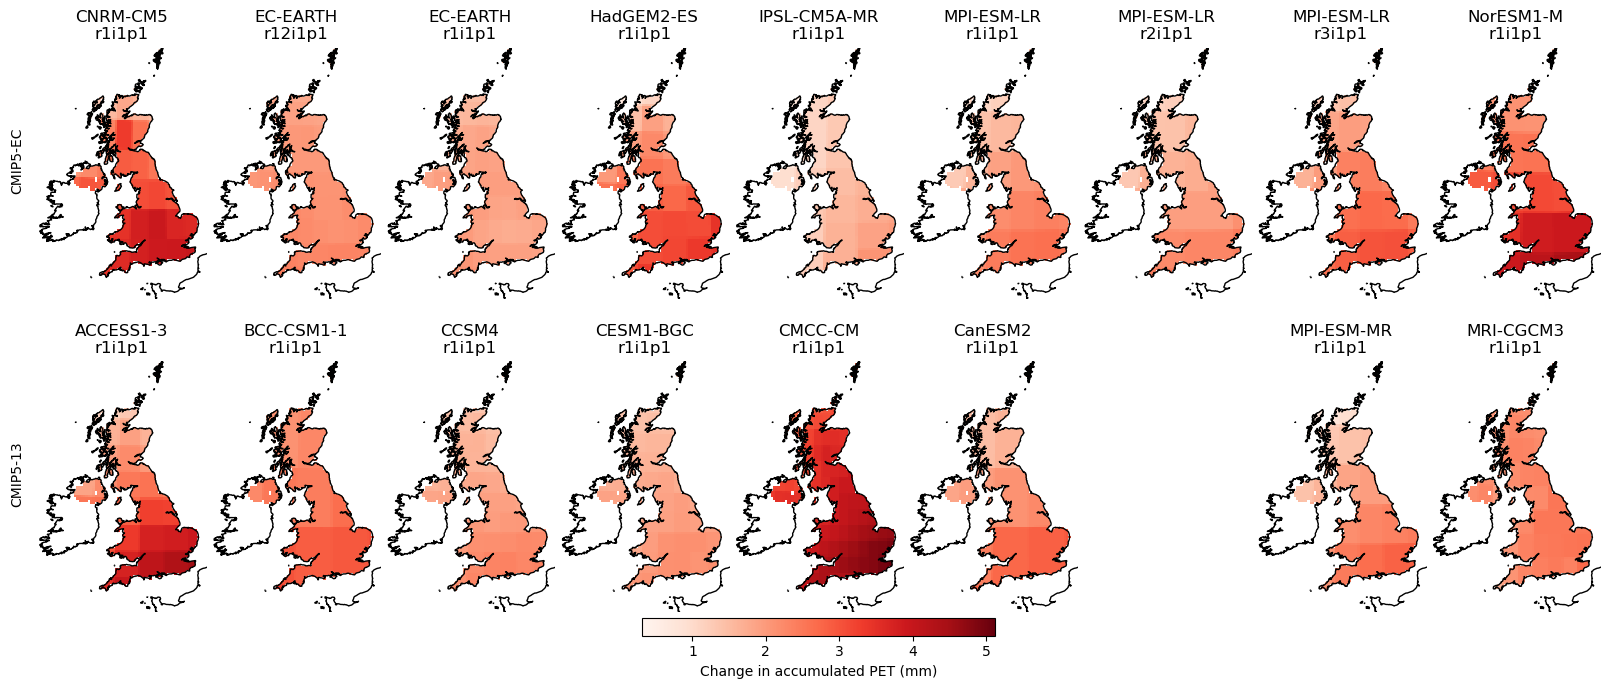 CNRM-CM5 EC-EARTH EC-EARTH HadGEM2-ES IPSL-CM5A-MR MPI-ESM-LR MPI-ESM-LR MPI-ESM-LR NorESM1-M
r1i1p1 r12i1p1 r1i1p1 r1i1p1 r1i1p1 r1i1p1 r2i1p1 r3i1p1 r1i1p1
CMIP5-EC
ACCESS1-3 BCC-CSM1-1 CCSM4 CESM1-BGC CMCC-CM CanESM2 MPI-ESM-MR MRI-CGCM3
r1i1p1 r1i1p1 r1i1p1 r1i1p1 r1i1p1 r1i1p1 r1i1p1 r1i1p1
CMIP5-13
1 2 3 4 5
Change in accumulated PET (mm)